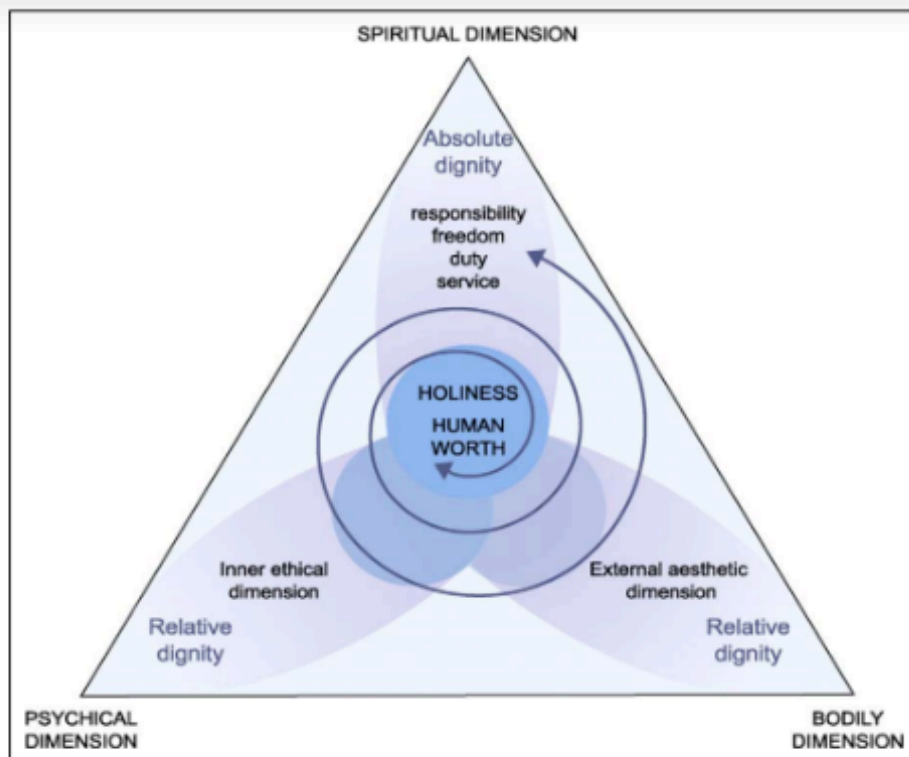 SPIRITUAL DIMENSION
Absolute
dignity
responsibility
freedom
duty
service
HOLINESS
HUMAN
WORTH
Inner ethical
dimension
External aesthetic
dimension
Relative
dignity
Relative
dignity
PSYCHICAL
DIMENSION
BODILY
DIMENSION